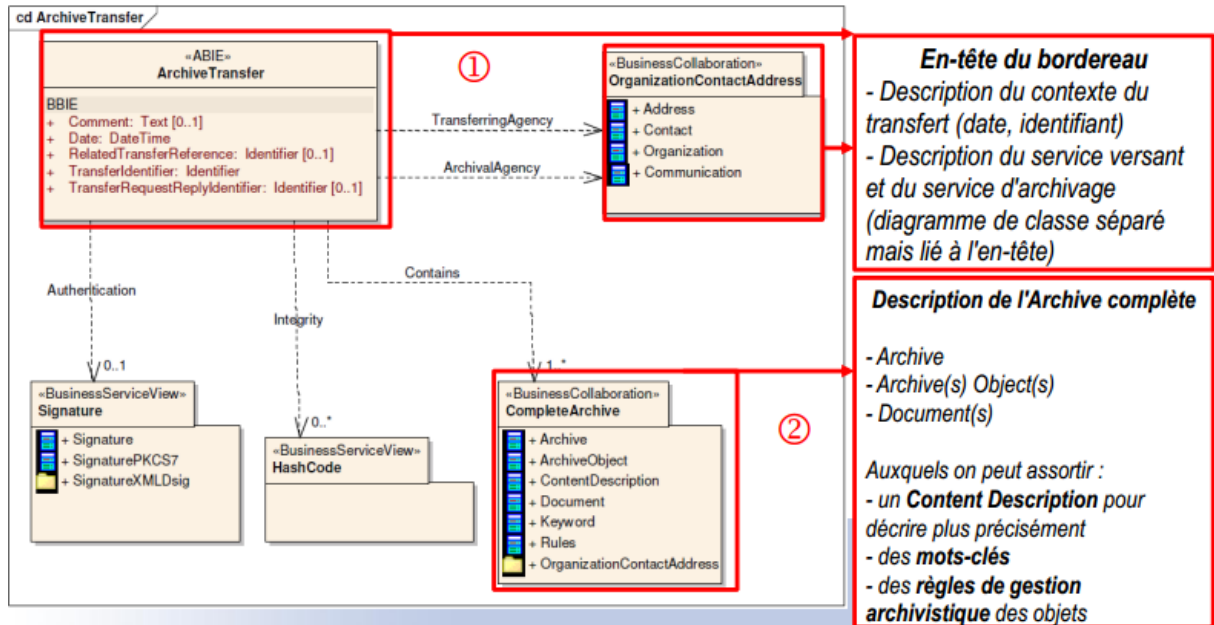 cd ArchiveTransfer
«ABIE»
ArchiveTransfer
BBIE
+ Comment: Text [0..1]
+ Date: DateTime
+ RelatedTransferReference: Identifier [0..1]
+ TransferIdentifier: Identifier
+ TransferRequestReplyIdentifier: Identifier [0..1]
①
TransferringAgency
ArchivalAgency
«BusinessCollaboration»
OrganizationContactAddress
+ Address
+ Contact
+ Organization
+ Communication
En-tête du bordereau
- Description du contexte du
transfert (date, identifiant)
- Description du service versant
et du service d'archivage
(diagramme de classe séparé
mais lié à l'en-tête)
Authentication
Integrity
Contains
0..1
0..*
1..*
«BusinessServiceView»
Signature
+ Signature
+ SignaturePKCS7
+ SignatureXMLDsig
«BusinessServiceView»
HashCode
«BusinessCollaboration»
CompleteArchive
+ Archive
+ ArchiveObject
+ ContentDescription
+ Document
+ Keyword
+ Rules
+ OrganizationContactAddress
②
Description de l'Archive complète
- Archive
- Archive(s) Object(s)
- Document(s)
Auxquels on peut assortir :
- un Content Description pour
décrire plus précisément
- des mots-clés
- des règles de gestion
archivistique des objets